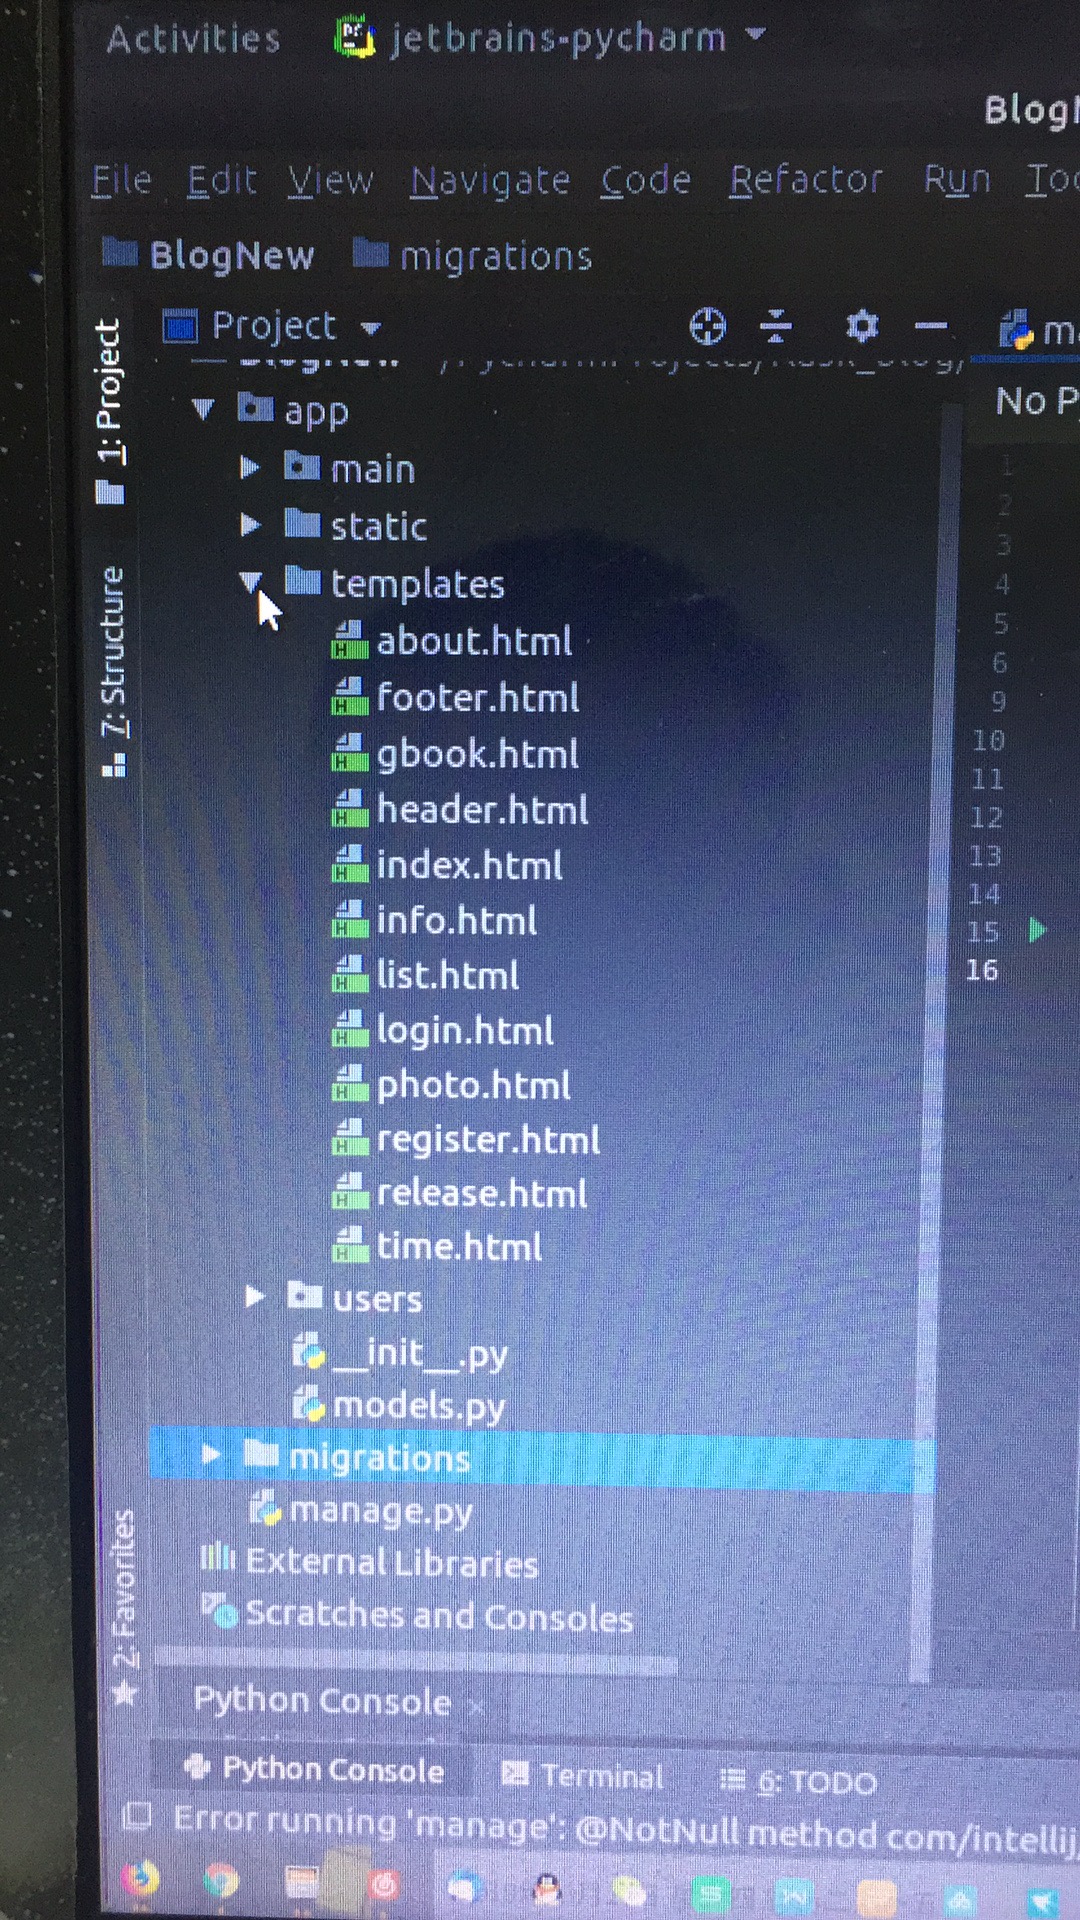 Activities jetbrains-pycharm
File Edit View Navigate Code Refactor Run
BlogNew migrations
1: Project
Project
No
app
main
static
templates
7: Structure
about.html
footer.html
gbook.html
header.html
index.html
info.html
list.html
login.html
photo.html
register.html
release.html
time.html
users
__init__.py
models.py
migrations
manage.py
External Libraries
Scratches and Consoles
2: Favorites
1
2
3
4
5
6
9
10
11
12
13
14
15
16
Python Console
Python Console Terminal 6: TODO
Error running 'manage': @NotNull method com/intellij